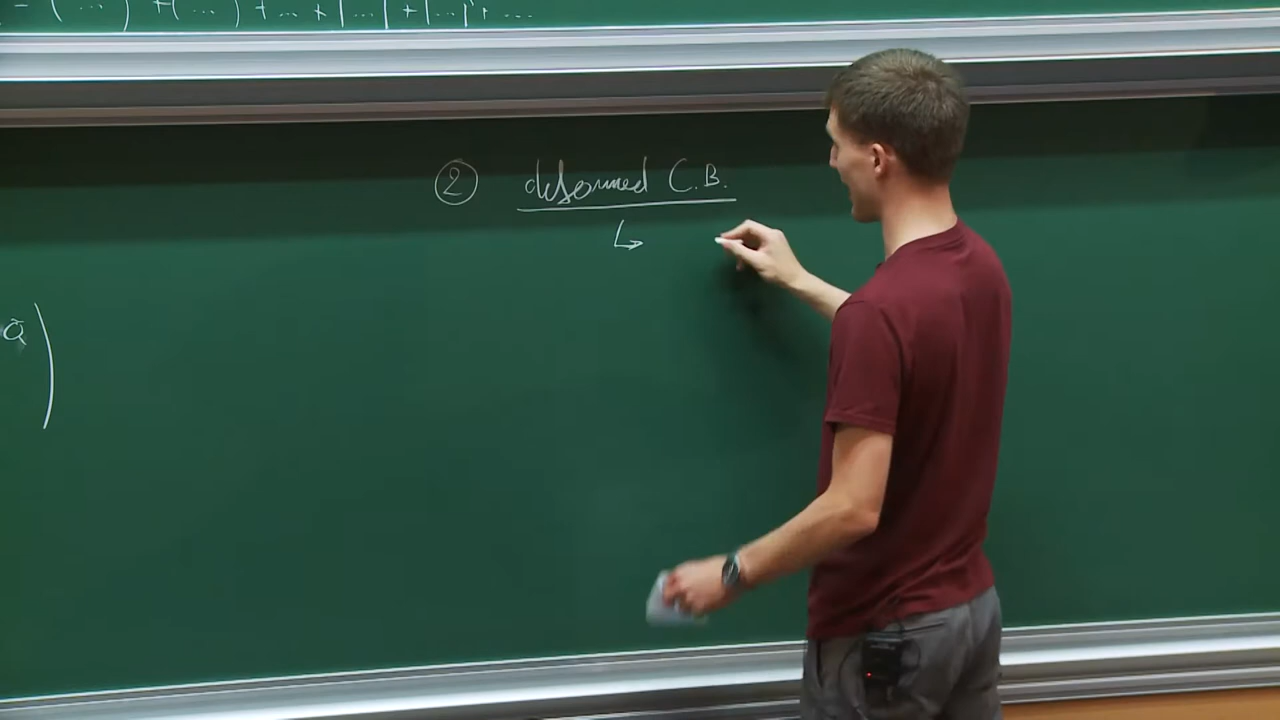 - (...) + (...) + ... + |...| + |...|' + ...
② deformed C.B.
↳
Q̃ )